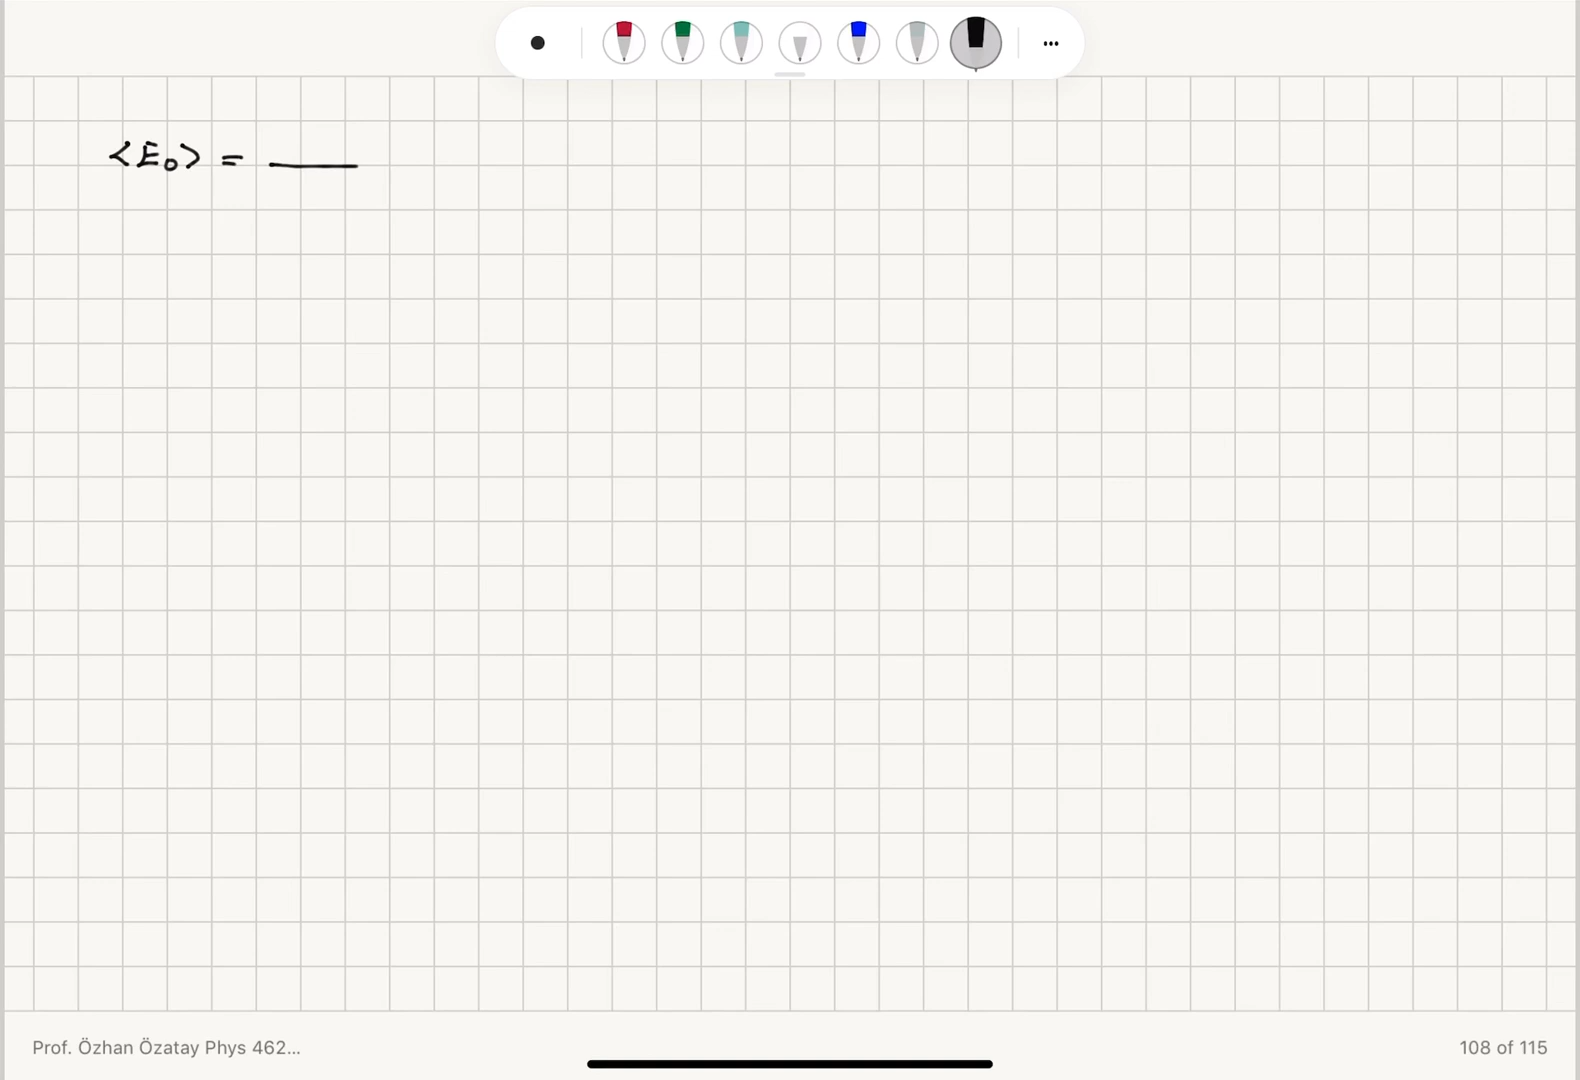 <E₀> = ____
Prof. Özhan Özatay Phys 462...
108 of 115